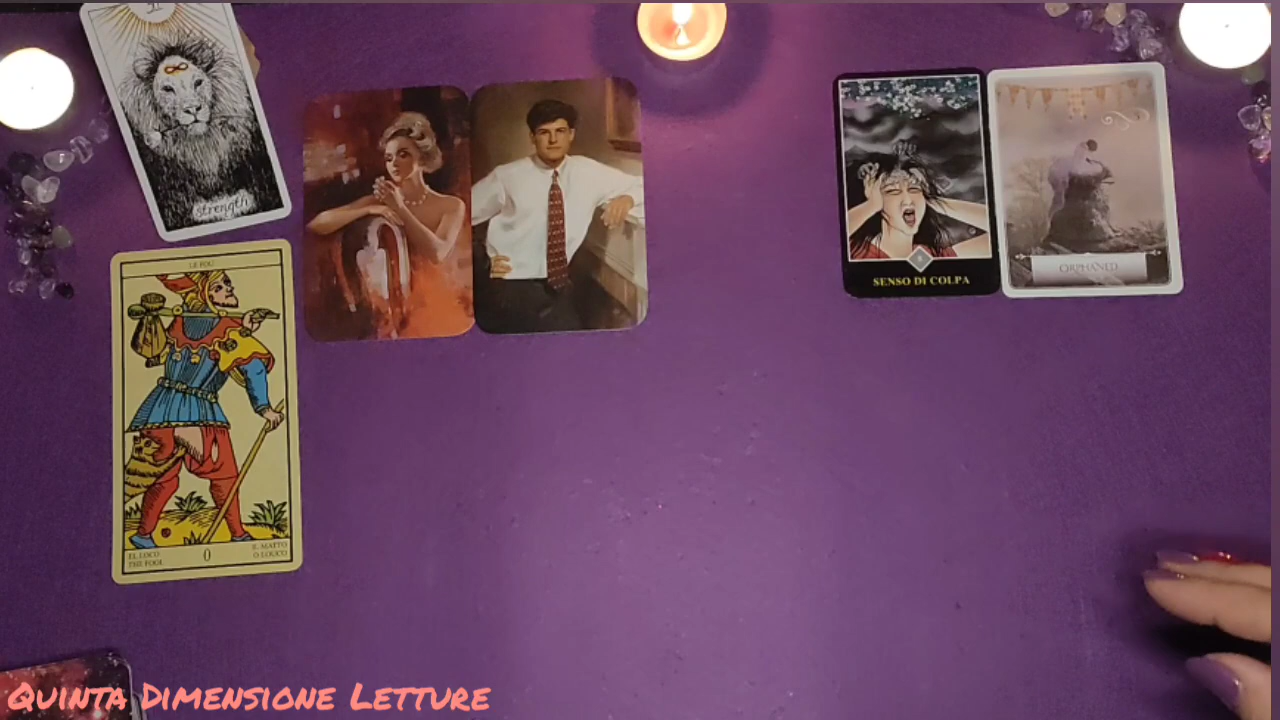 strength
LE FOU
EL LOCO
THE FOOL
0
IL MATTO
O LOUCO
SENSO DI COLPA
ORPHANED
Quinta Dimensione Letture